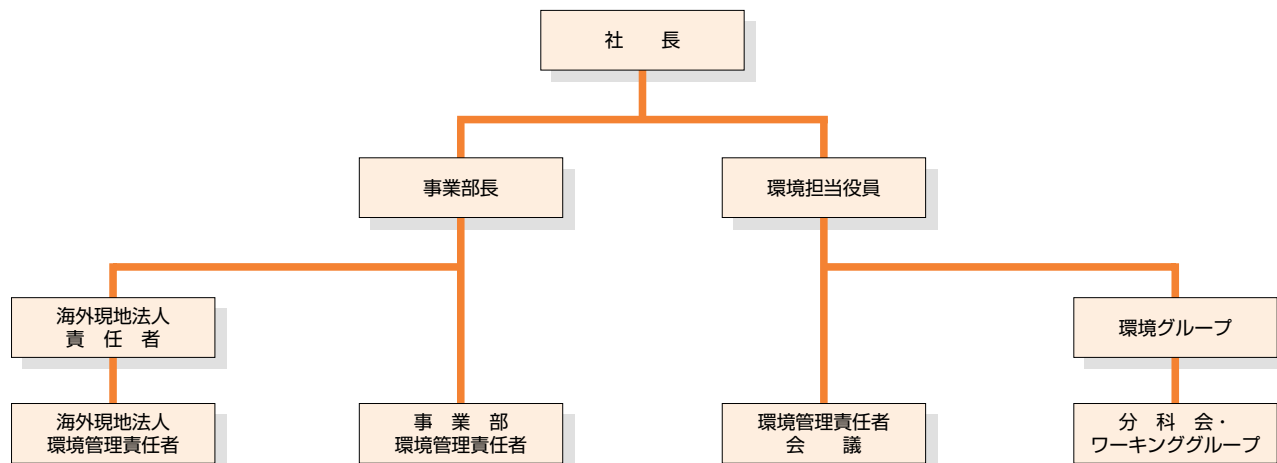 社　長
事業部長
環境担当役員
海外現地法人
責　任　者
環境グループ
海外現地法人
環境管理責任者
事　業　部
環境管理責任者
環境管理責任者
会　議
分　科　会・
ワーキンググループ